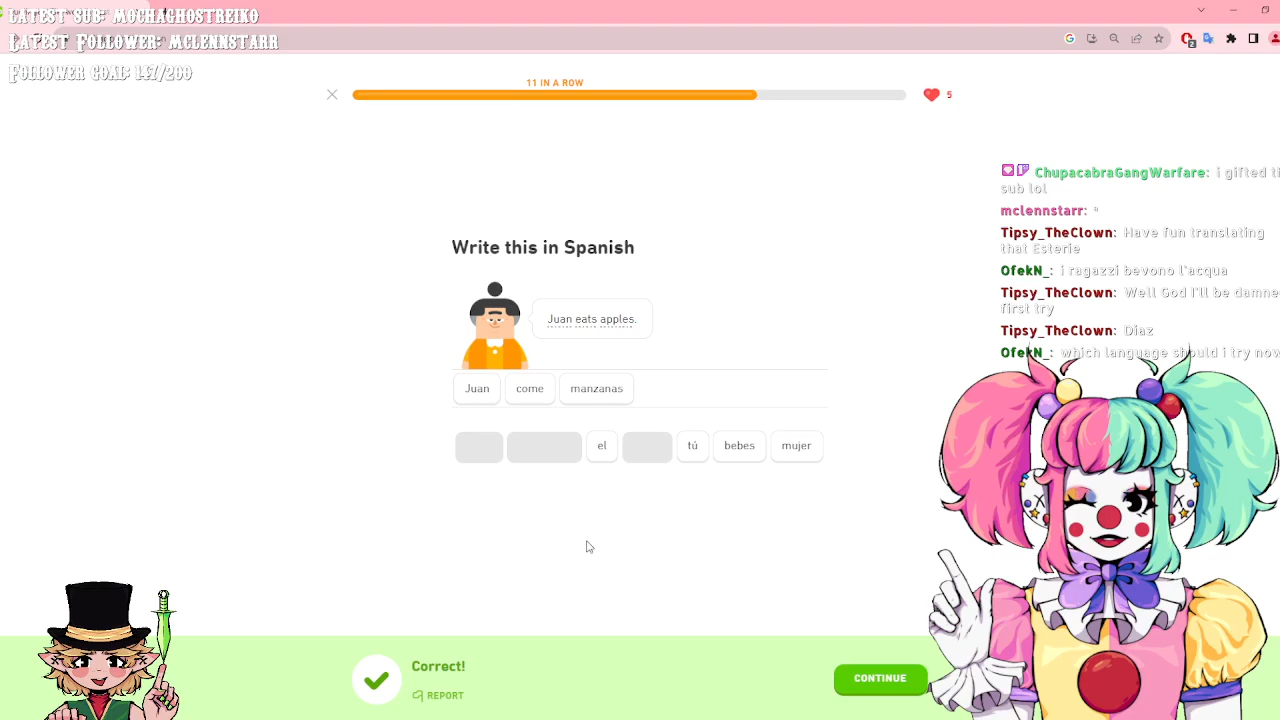 LATEST SUB: MOCHAGHOSTREIKO
LATEST FOLLOWER: MCLENNSTARR
FOLLOWER GOAL: 137/200
11 IN A ROW
5
Write this in Spanish
Juan eats apples.
Juan come manzanas
el tú bebes mujer
Correct!
REPORT
CONTINUE
ChupacabraGangWarfare: i gifted
sub lol
mclennstarr:
Tipsy_TheClown: Have fun translating
that Esterie
OfekN_: i ragazzi bevono l'acqua
Tipsy_TheClown: Well God I'll be damne
first try
Tipsy_TheClown: Diaz
OfekN_: which language should i try now